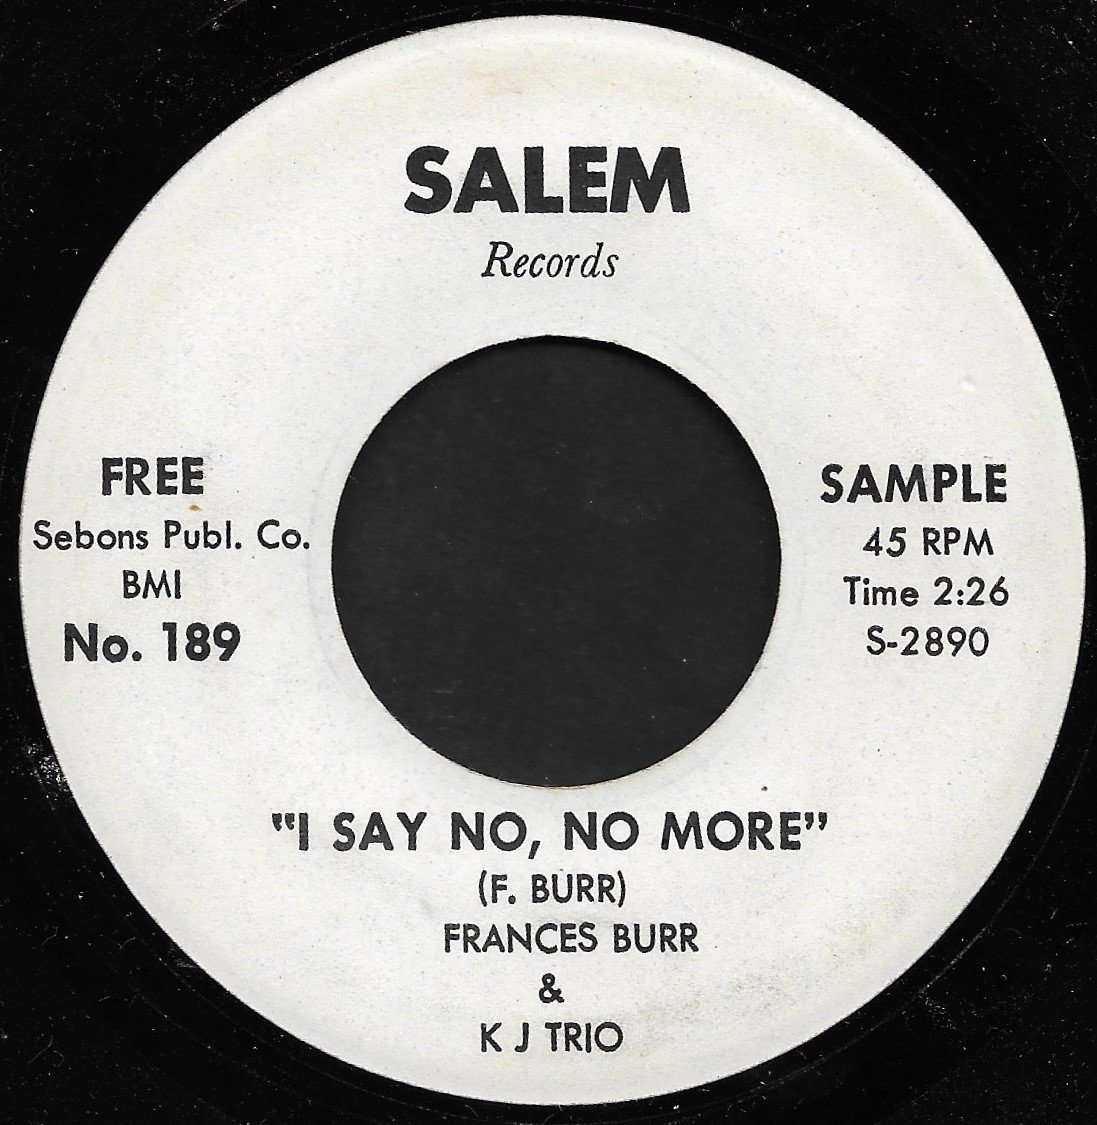 SALEM
Records
FREE
Sebons Publ. Co.
BMI
No. 189
SAMPLE
45 RPM
Time 2:26
S-2890
"I SAY NO, NO MORE"
(F. BURR)
FRANCES BURR
&
K J TRIO